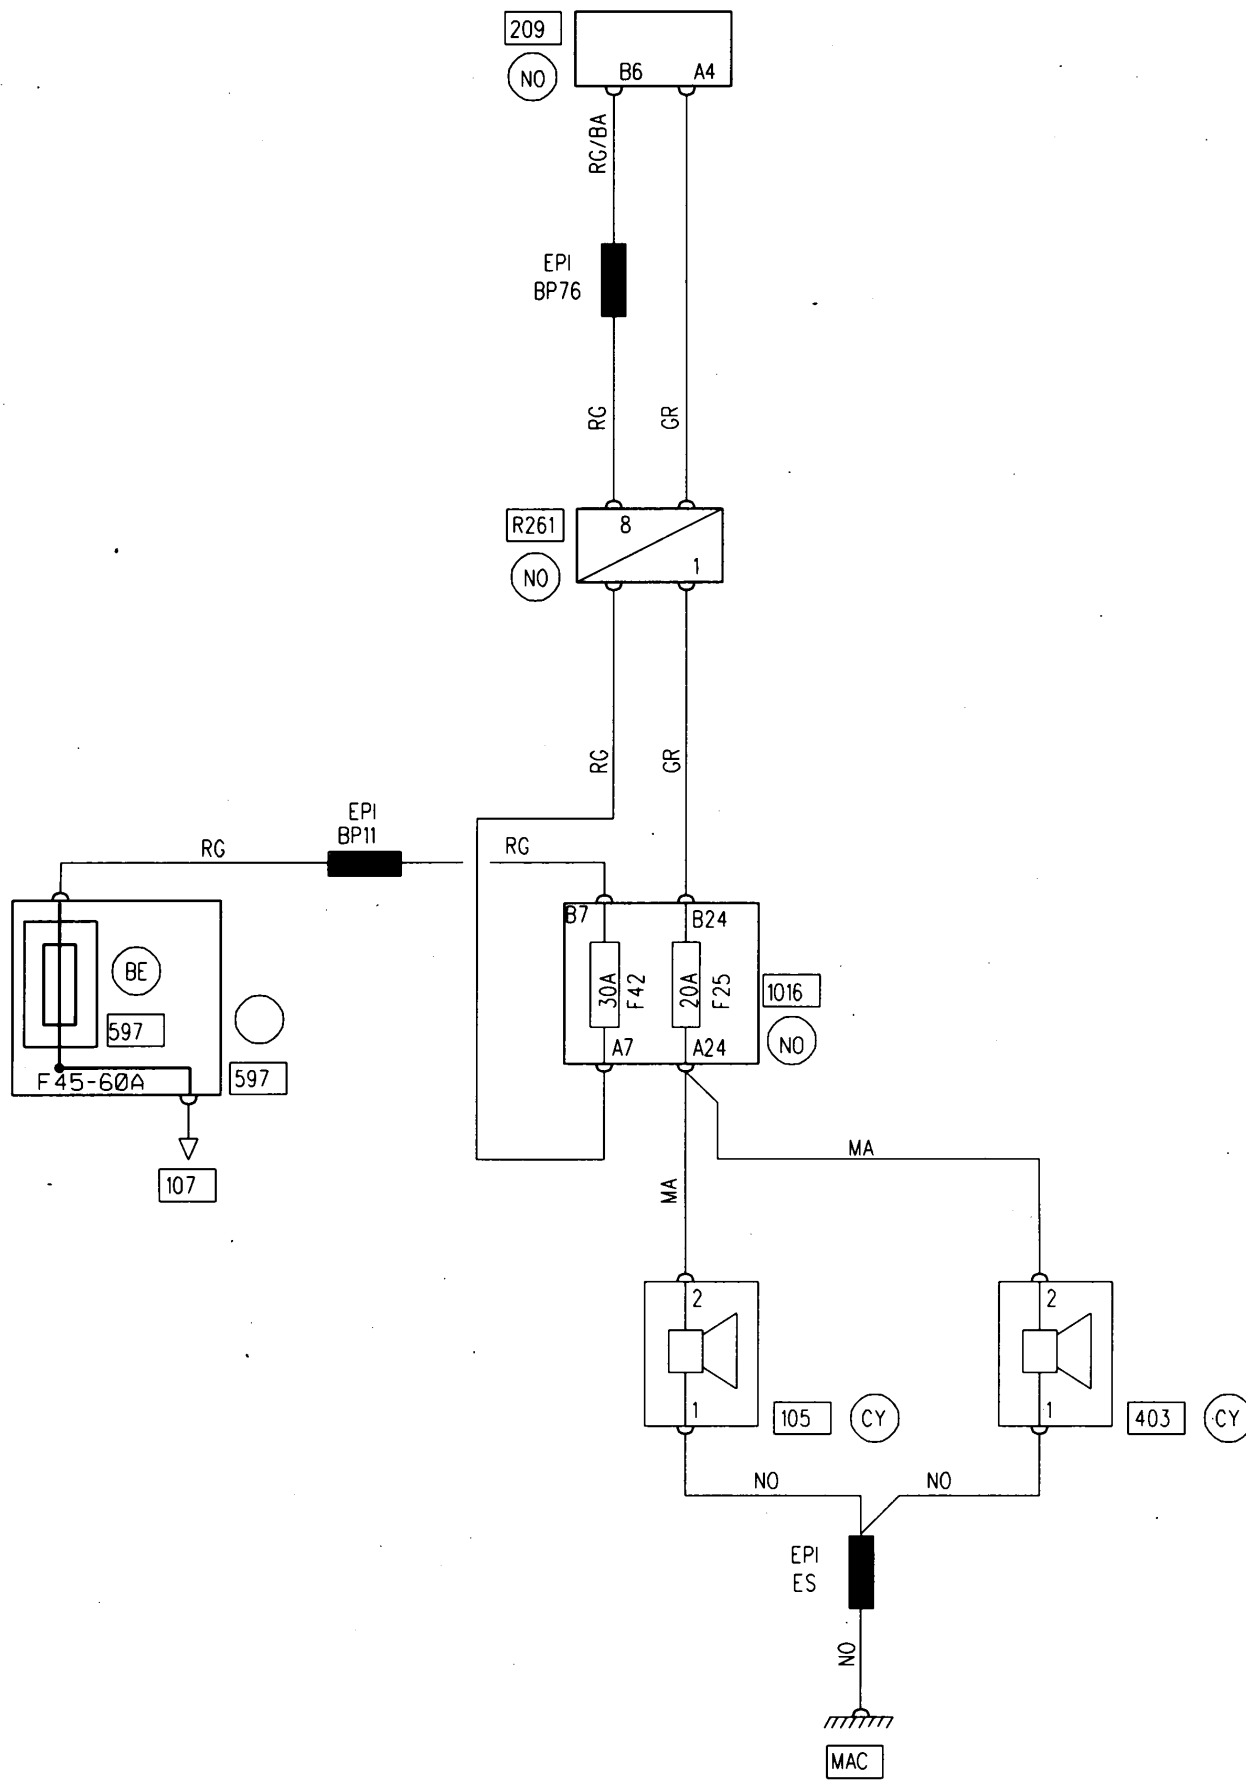 209
NO
B6 A4
RG/BA
EPI
BP76
RG
GR
R261
8
1
NO
RG
GR
EPI
BP11
RG
RG
B7
B24
30A
F42
20A
F25
1016
NO
A7
A24
BE
597
597
F45-60A
107
MA
MA
2
1
105
CY
2
1
403
CY
NO
NO
EPI
ES
NO
MAC